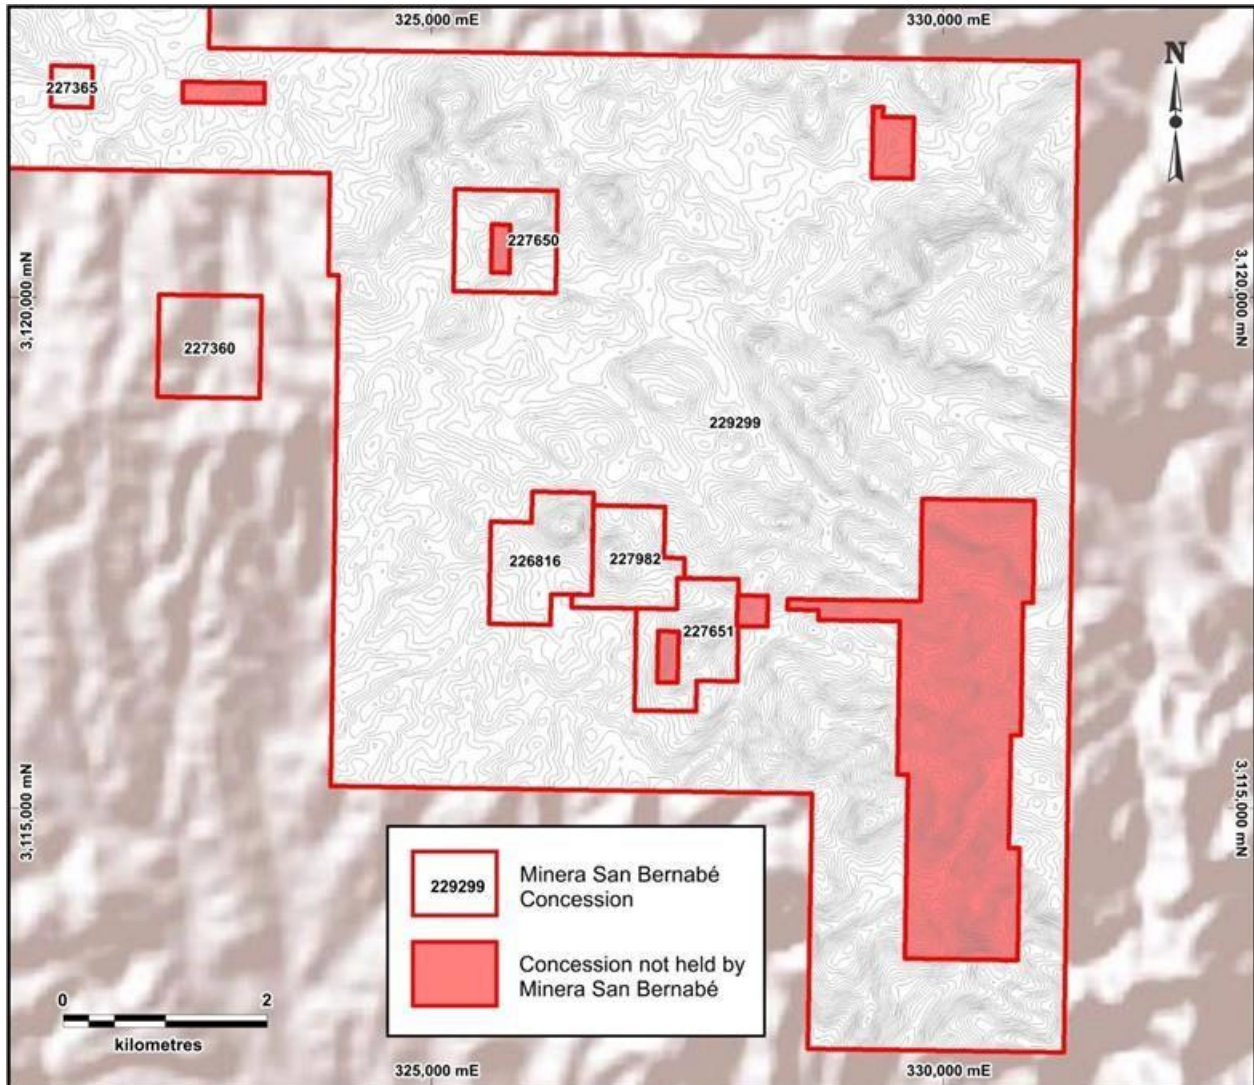 325,000 mE
330,000 mE
N
227365
227650
3,120,000 mN
3,120,000 mN
227360
229299
226816
227982
227651
3,115,000 mN
3,115,000 mN
229299
Minera San Bernabé
Concession
Concession not held by
Minera San Bernabé
0
2
kilometres
325,000 mE
330,000 mE